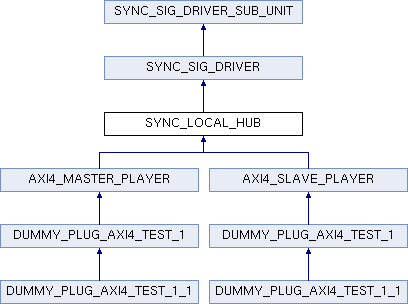 SYNC_SIG_DRIVER_SUB_UNIT
SYNC_SIG_DRIVER
SYNC_LOCAL_HUB
AXI4_MASTER_PLAYER
AXI4_SLAVE_PLAYER
DUMMY_PLUG_AXI4_TEST_1
DUMMY_PLUG_AXI4_TEST_1
DUMMY_PLUG_AXI4_TEST_1_1
DUMMY_PLUG_AXI4_TEST_1_1